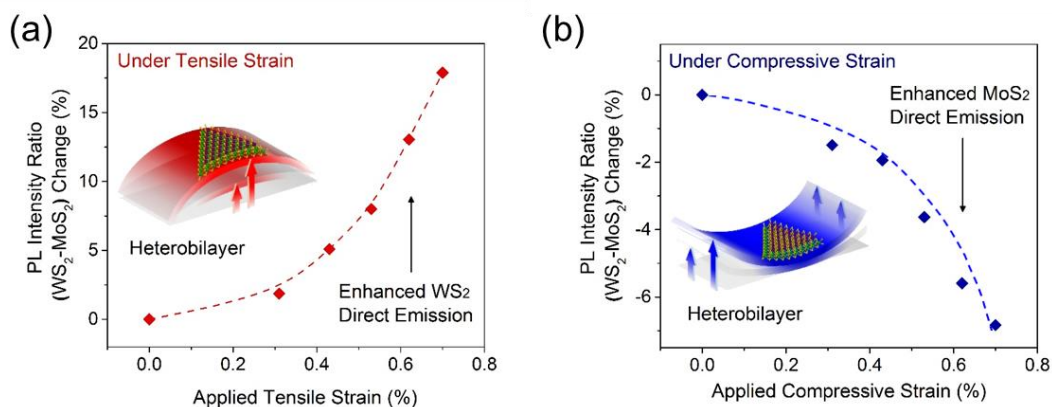 (a)
PL Intensity Ratio
(WS₂-MoS₂) Change (%)
20
15
10
5
0
Under Tensile Strain
Heterobilayer
Enhanced WS₂
Direct Emission
0.0 0.2 0.4 0.6 0.8
Applied Tensile Strain (%)
(b)
PL Intensity Ratio
(WS₂-MoS₂) Change (%)
0
-2
-4
-6
Under Compressive Strain
Enhanced MoS₂
Direct Emission
Heterobilayer
0.0 0.2 0.4 0.6 0.8
Applied Compressive Strain (%)